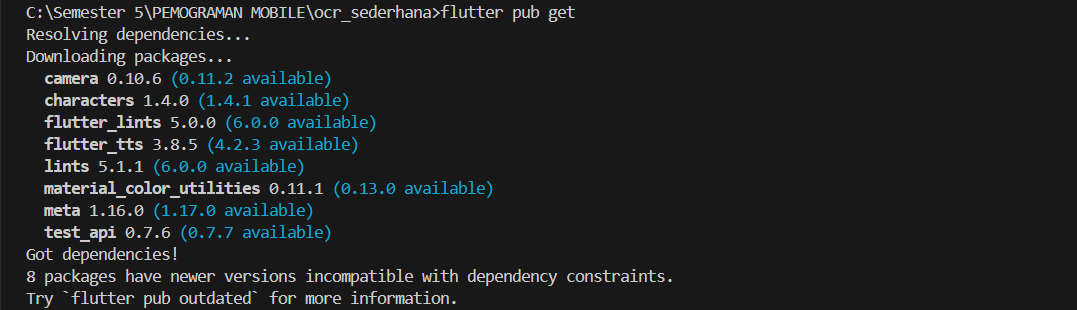 C:\Semester 5\PEMOGRAMAN MOBILE\ocr_sederhana>flutter pub get
Resolving dependencies...
Downloading packages...
  camera 0.10.6 (0.11.2 available)
  characters 1.4.0 (1.4.1 available)
  flutter_lints 5.0.0 (6.0.0 available)
  flutter_tts 3.8.5 (4.2.3 available)
  lints 5.1.1 (6.0.0 available)
  material_color_utilities 0.11.1 (0.13.0 available)
  meta 1.16.0 (1.17.0 available)
  test_api 0.7.6 (0.7.7 available)
Got dependencies!
8 packages have newer versions incompatible with dependency constraints.
Try `flutter pub outdated` for more information.